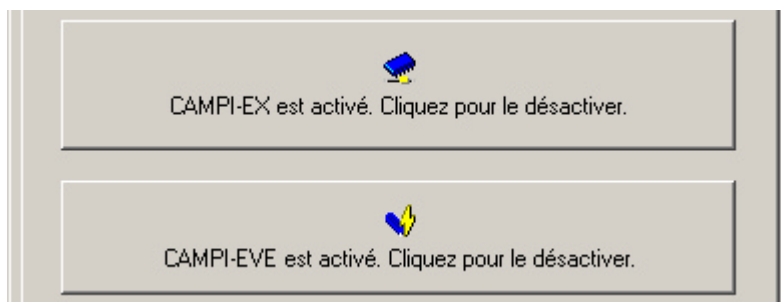 CAMPI-EX est activé. Cliquez pour le désactiver.
CAMPI-EVE est activé. Cliquez pour le désactiver.